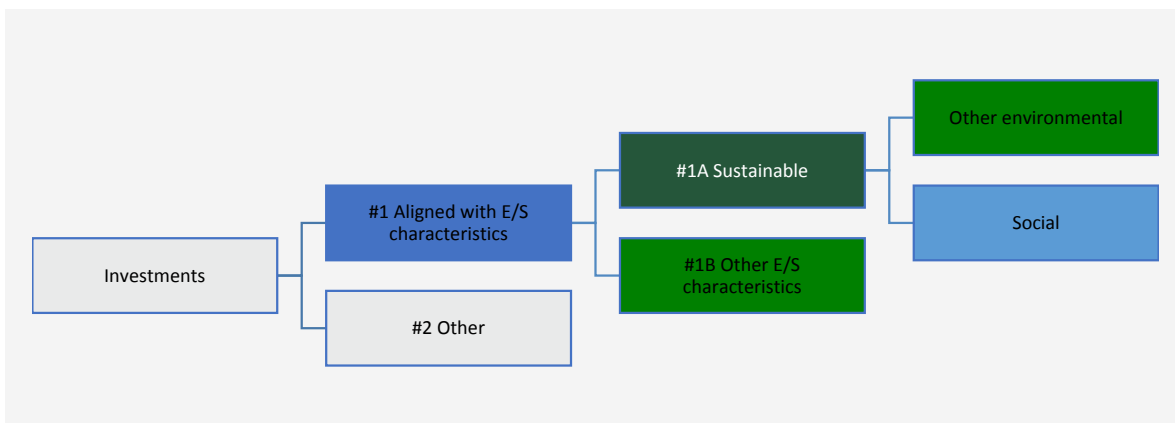 Investments
#1 Aligned with E/S
characteristics
#2 Other
#1A Sustainable
#1B Other E/S
characteristics
Other environmental
Social